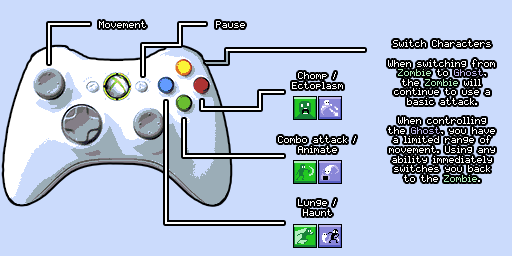 Movement
Pause
Switch Characters
When switching from
Zombie to Ghost,
the Zombie will
continue to use a
basic attack.
When controlling
the Ghost, you have
a limited range of
movement. Using any
ability immediately
switches you back
to the Zombie.
Chomp /
Ectoplasm
Combo attack /
Animate
Lunge /
Haunt